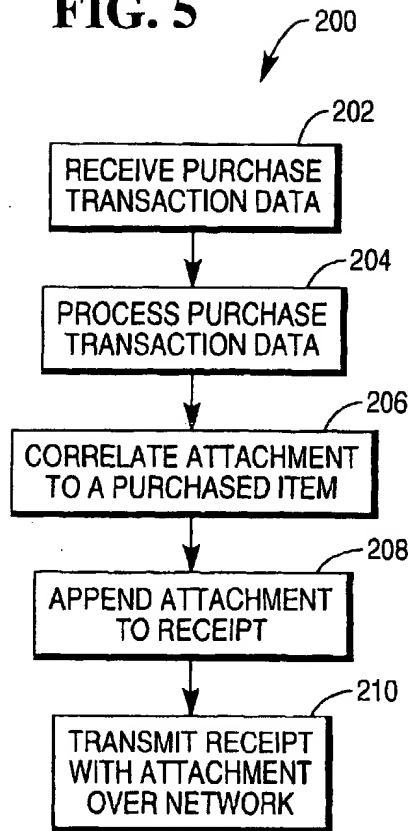 FIG. 5
200
202
RECEIVE PURCHASE
TRANSACTION DATA
204
PROCESS PURCHASE
TRANSACTION DATA
206
CORRELATE ATTACHMENT
TO A PURCHASED ITEM
208
APPEND ATTACHMENT
TO RECEIPT
210
TRANSMIT RECEIPT
WITH ATTACHMENT
OVER NETWORK